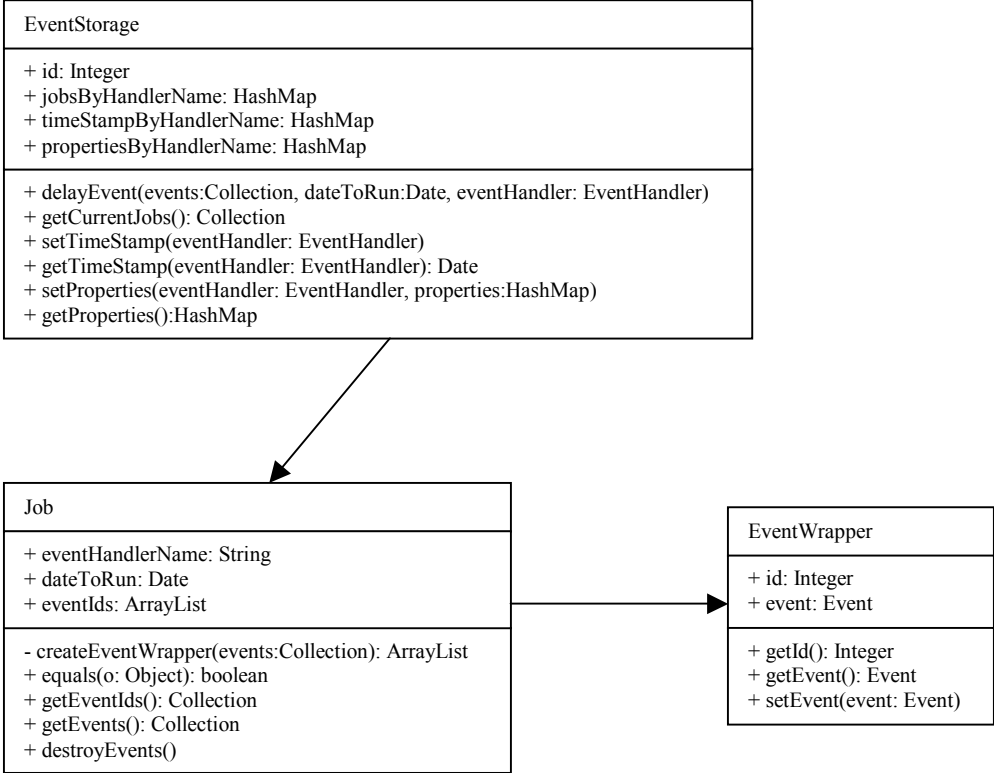 EventStorage
+ id: Integer
+ jobsByHandlerName: HashMap
+ timeStampByHandlerName: HashMap
+ propertiesByHandlerName: HashMap
+ delayEvent(events:Collection, dateToRun:Date, eventHandler: EventHandler)
+ getCurrentJobs(): Collection
+ setTimeStamp(eventHandler: EventHandler)
+ getTimeStamp(eventHandler: EventHandler): Date
+ setProperties(eventHandler: EventHandler, properties:HashMap)
+ getProperties():HashMap
Job
+ eventHandlerName: String
+ dateToRun: Date
+ eventIds: ArrayList
- createEventWrapper(events:Collection): ArrayList
+ equals(o: Object): boolean
+ getEventIds(): Collection
+ getEvents(): Collection
+ destroyEvents()
EventWrapper
+ id: Integer
+ event: Event
+ getId(): Integer
+ getEvent(): Event
+ setEvent(event: Event)